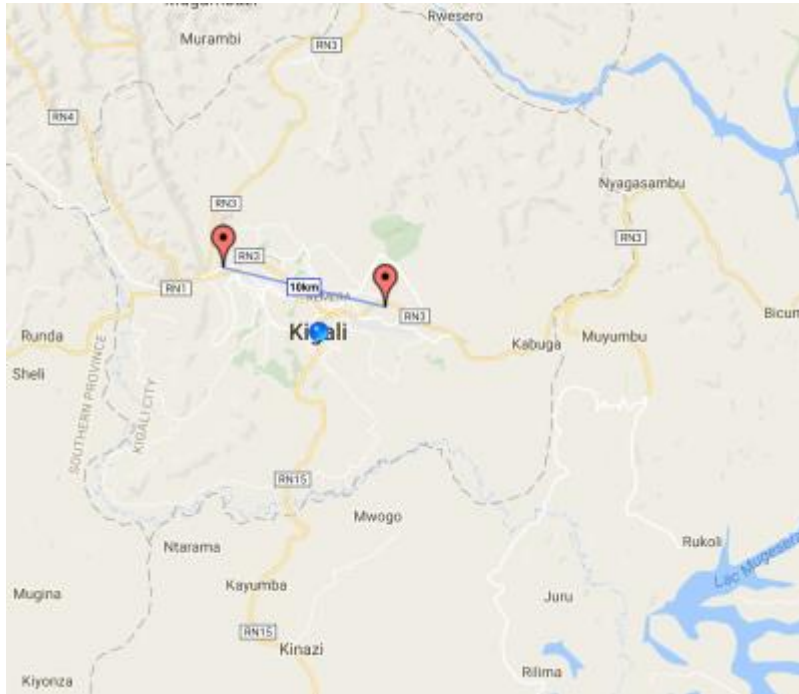 Rwesero
Murambi
RN3
RN4
Nyagasambu
RN3
RN3
RN3
RN1
10km
REMERA
RN3
Bicum
Runda
Kigali
Kabuga
Muyumbu
Sheli
SOUTHERN PROVINCE
KIGALI CITY
RN15
Mwogo
Ntarama
Rukoli
Lac Mugesera
Mugina
Kayumba
Juru
RN15
Kinazi
Rilima
Kiyonza